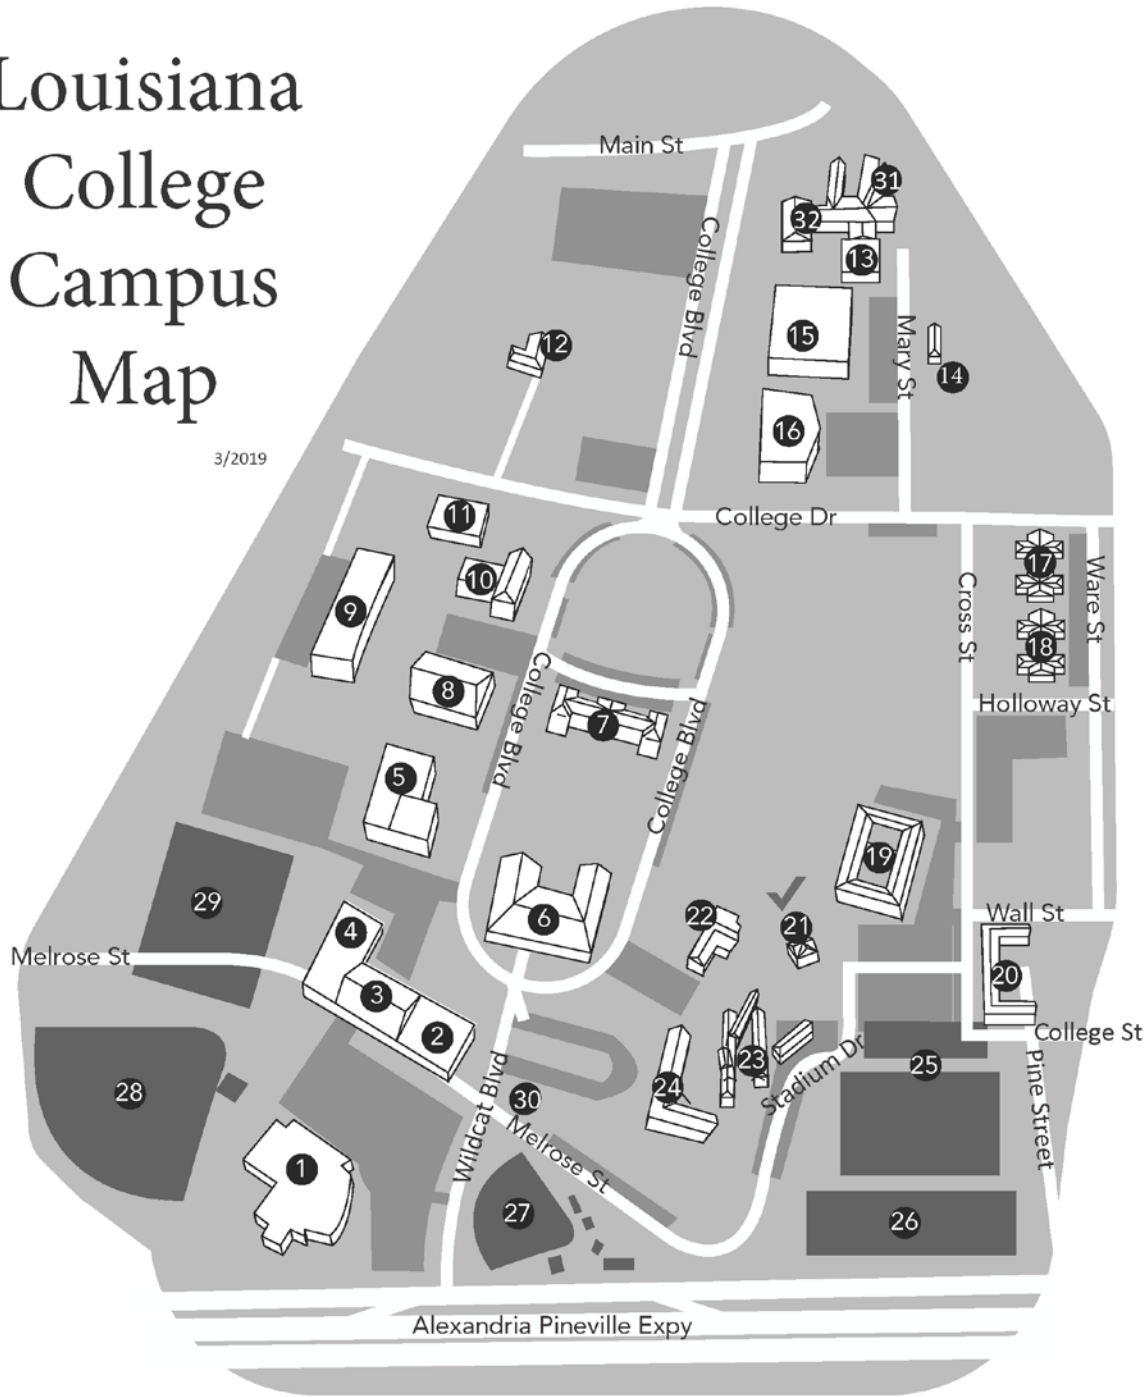 Louisiana
College
Campus
Map
3/2019
Main St
College Blvd
31
32
13
15
Mary St
14
12
16
11
College Dr
10
17
Cross St
Ware St
9
18
8
College Blvd
7
College Blvd
Holloway St
5
19
29
6
22
21
Wall St
4
Melrose St
3
20
2
College St
28
30
23
25
24
Stadium Dr
Wildcat Blvd
Melrose St
Pine Street
1
27
26
Alexandria Pineville Expy